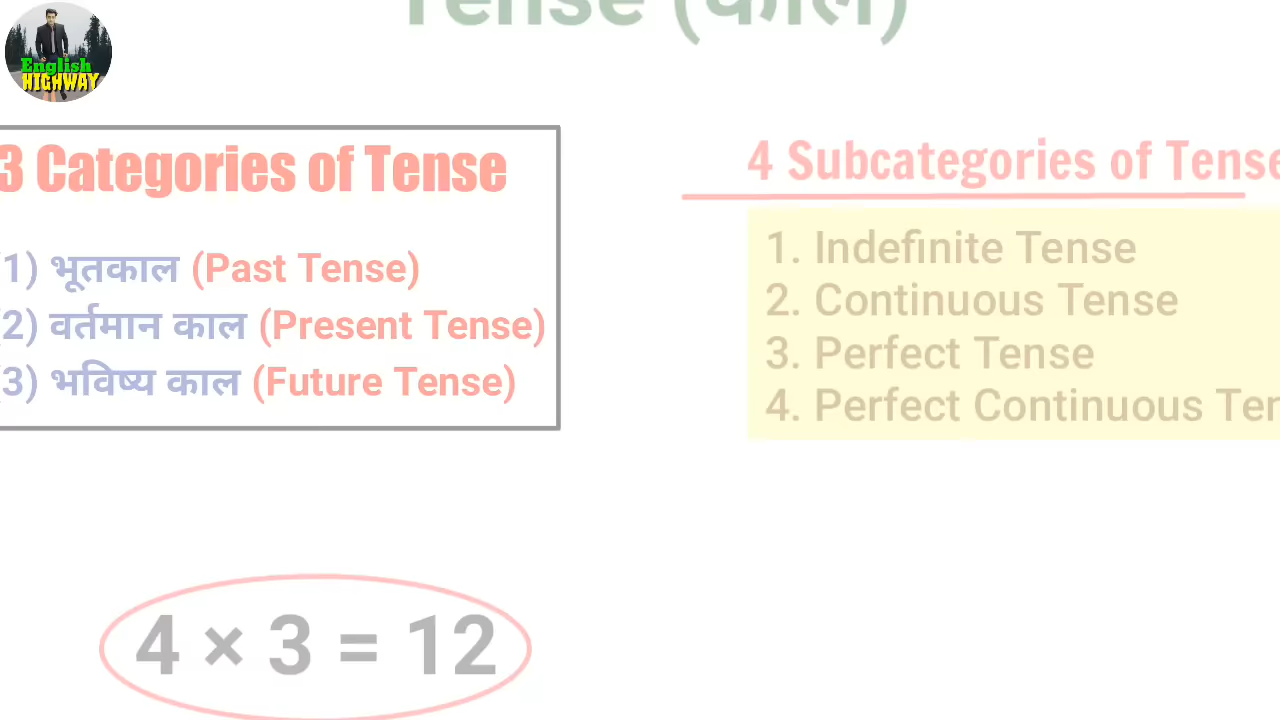 Tense (काल)
English
HIGHWAY
3 Categories of Tense
1) भूतकाल (Past Tense)
2) वर्तमान काल (Present Tense)
3) भविष्य काल (Future Tense)
4 Subcategories of Tense
1. Indefinite Tense
2. Continuous Tense
3. Perfect Tense
4. Perfect Continuous Ten
4 × 3 = 12